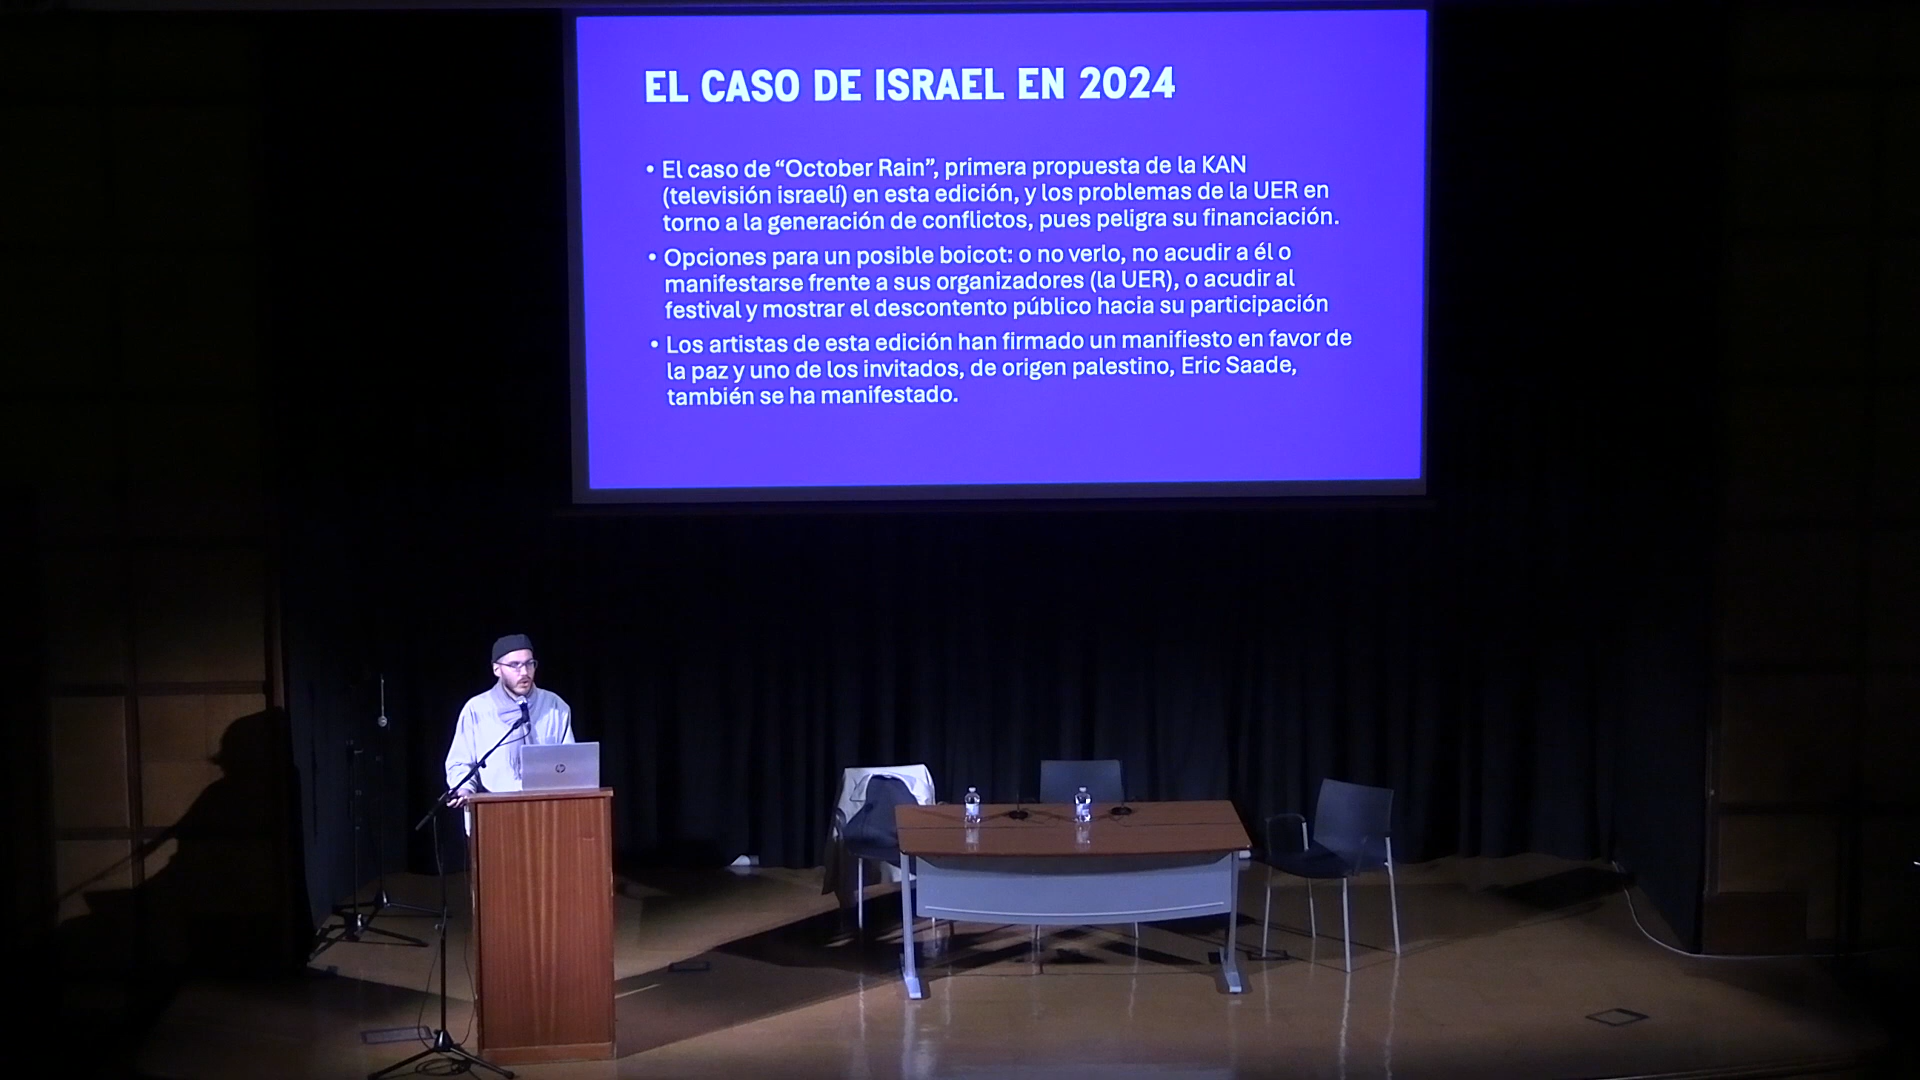 EL CASO DE ISRAEL EN 2024
• El caso de “October Rain”, primera propuesta de la KAN
(televisión israelí) en esta edición, y los problemas de la UER en
torno a la generación de conflictos, pues peligra su financiación.
• Opciones para un posible boicot: o no verlo, no acudir a él o
manifestarse frente a sus organizadores (la UER), o acudir al
festival y mostrar el descontento público hacia su participación
• Los artistas de esta edición han firmado un manifiesto en favor de
la paz y uno de los invitados, de origen palestino, Eric Saade,
también se ha manifestado.
hp